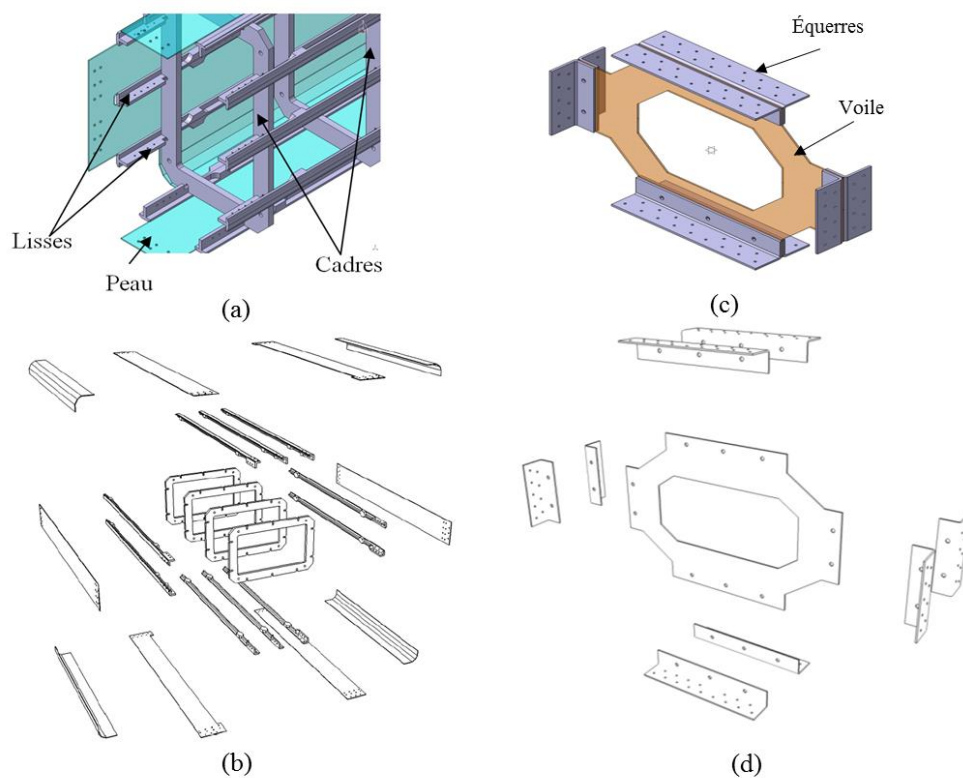 Lisses
Peau
Cadres
(a)
Équerres
Voile
(c)
(b)
(d)